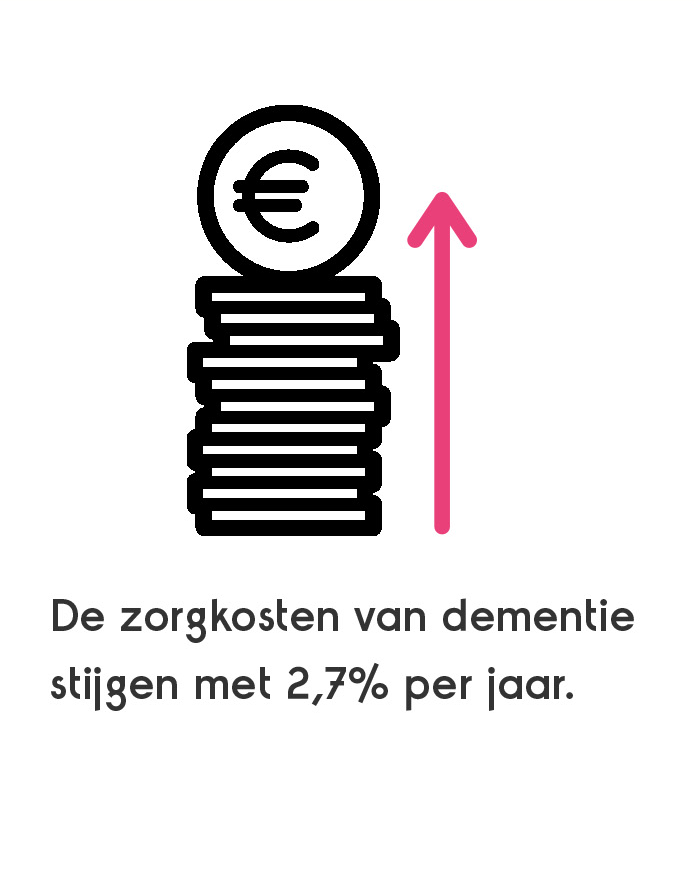 €
De zorgkosten van dementie
stijgen met 2,7% per jaar.